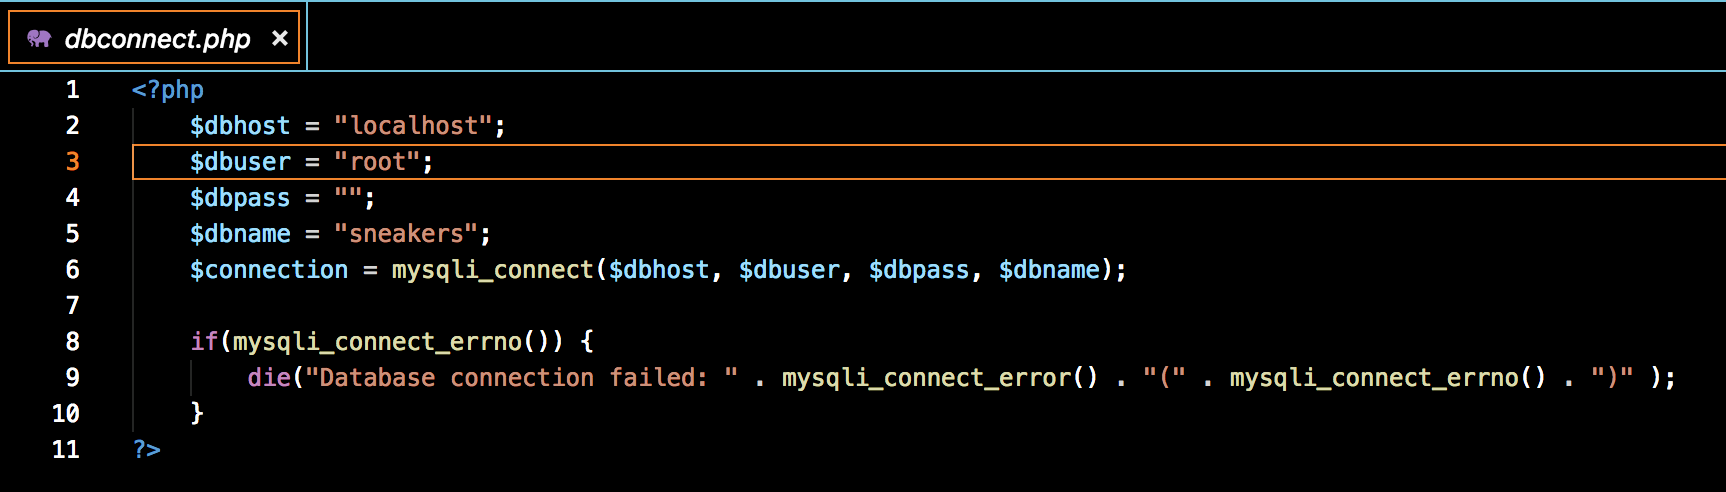 dbconnect.php ×
1 <?php
2     $dbhost = "localhost";
3     $dbuser = "root";
4     $dbpass = "";
5     $dbname = "sneakers";
6     $connection = mysqli_connect($dbhost, $dbuser, $dbpass, $dbname);
7
8     if(mysqli_connect_errno()) {
9         die("Database connection failed: " . mysqli_connect_error() . "(" . mysqli_connect_errno() . ")" );
10     }
11 ?>